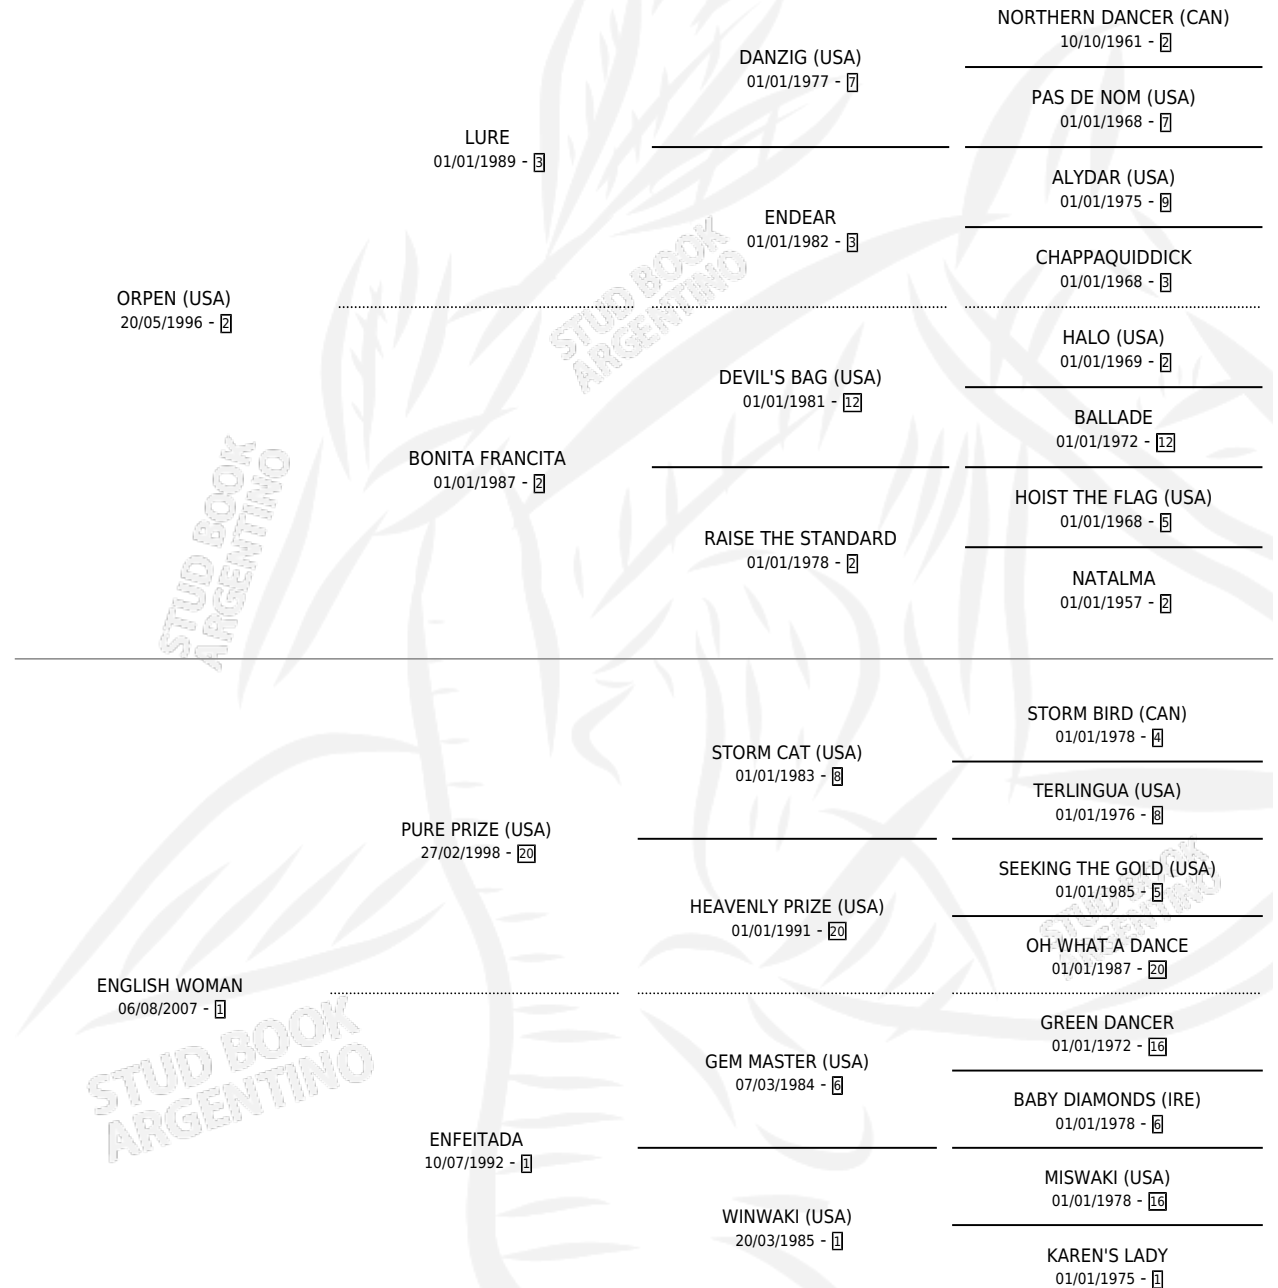 NORTHERN DANCER (CAN)
10/10/1961 - 2
DANZIG (USA)
01/01/1977 - 7
PAS DE NOM (USA)
01/01/1968 - 7
LURE
01/01/1989 - 3
ALYDAR (USA)
01/01/1975 - 9
ENDEAR
01/01/1982 - 3
CHAPPAQUIDDICK
01/01/1968 - 3
ORPEN (USA)
20/05/1996 - 2
STUD BOOK
ARGENTINO
HALO (USA)
01/01/1969 - 2
DEVIL'S BAG (USA)
01/01/1981 - 12
BALLADE
01/01/1972 - 12
BONITA FRANCITA
01/01/1987 - 2
HOIST THE FLAG (USA)
01/01/1968 - 5
RAISE THE STANDARD
01/01/1978 - 2
NATALMA
01/01/1957 - 2
STUD BOOK
ARGENTINO
STORM BIRD (CAN)
01/01/1978 - 4
STORM CAT (USA)
01/01/1983 - 8
TERLINGUA (USA)
01/01/1976 - 8
PURE PRIZE (USA)
27/02/1998 - 20
SEEKING THE GOLD (USA)
01/01/1985 - 5
HEAVENLY PRIZE (USA)
01/01/1991 - 20
OH WHAT A DANCE
01/01/1987 - 20
STUD BOOK
ARGENTINO
ENGLISH WOMAN
06/08/2007 - 1
GREEN DANCER
01/01/1972 - 16
GEM MASTER (USA)
07/03/1984 - 6
BABY DIAMONDS (IRE)
01/01/1978 - 6
STUD BOOK
ARGENTINO
ENFEITADA
10/07/1992 - 1
MISWAKI (USA)
01/01/1978 - 16
WINWAKI (USA)
20/03/1985 - 1
KAREN'S LADY
01/01/1975 - 1